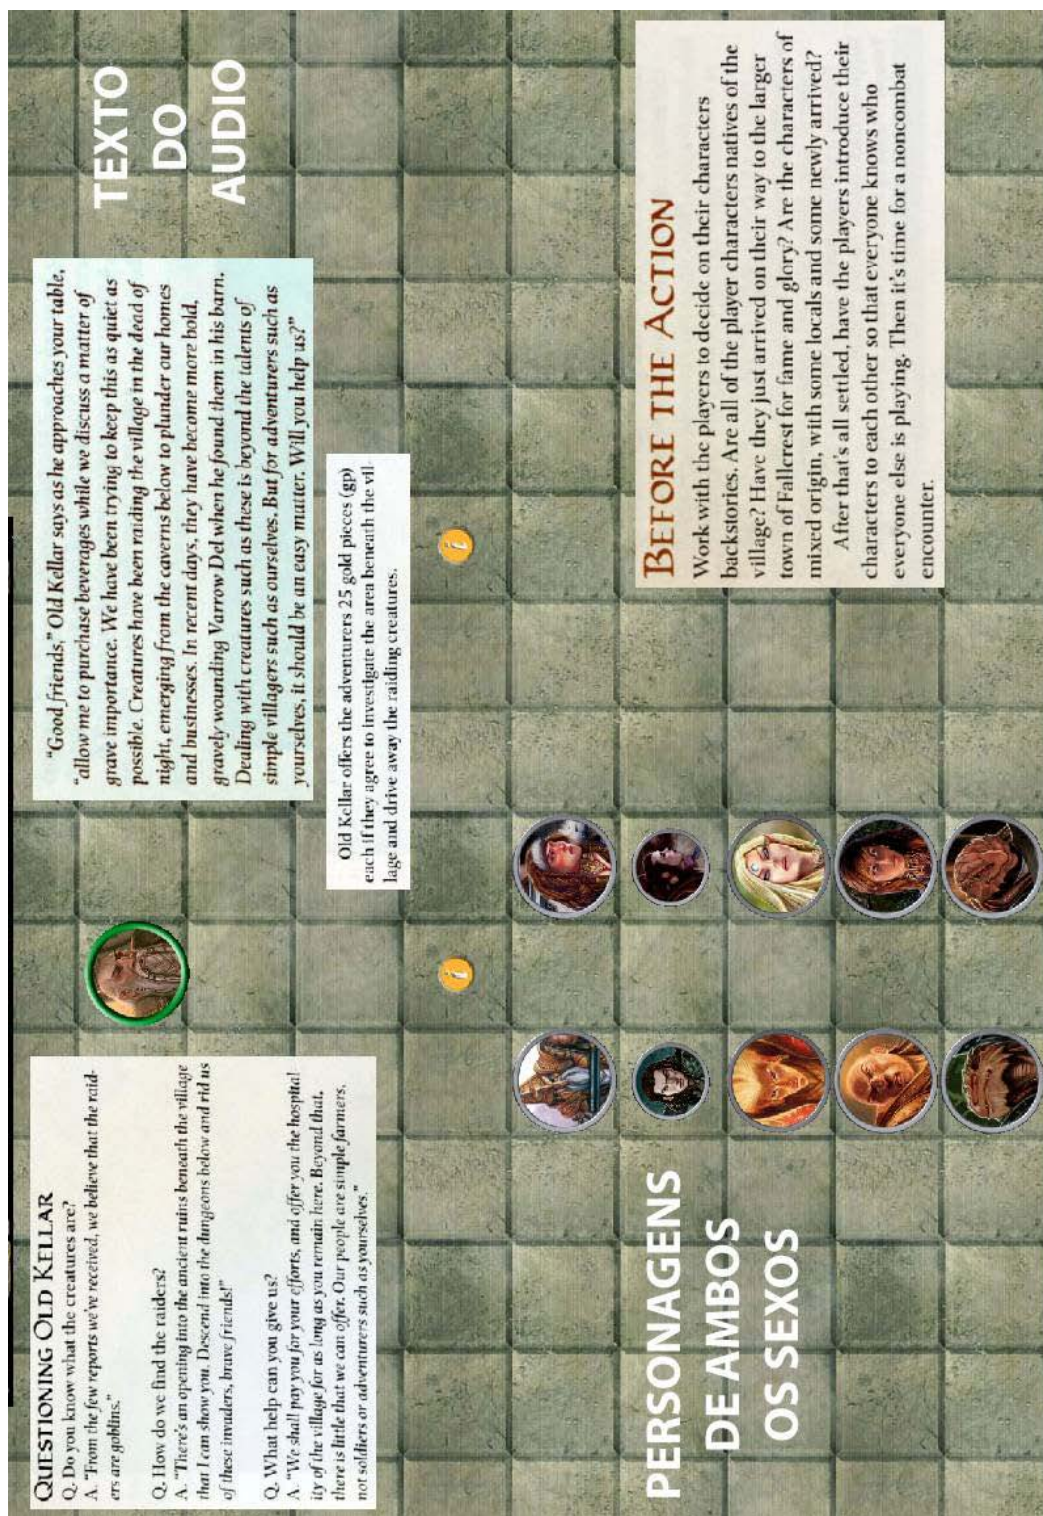 QUESTIONING OLD KELLAR
Q. Do you know what the creatures are?
A. "From the few reports we've received, we believe that the raid-
ers are goblins."
Q. How do we find the raiders?
A. "There's an opening into the ancient ruins beneath the village
that I can show you. Descend into the dungeons below and rid us
of these invaders, brave friends!"
Q. What help can you give us?
A. "We shall pay you for your efforts, and offer you the hospital
ity of the village for as long as you remain here. Beyond that,
there is little that we can offer. Our people are simple farmers,
not soldiers or adventurers such as yourselves."
"Good friends," Old Kellar says as he approaches your table,
"allow me to purchase beverages while we discuss a matter of
grave importance. We have been trying to keep this as quiet as
possible. Creatures have been raiding the village in the dead of
night, emerging from the caverns below to plunder our homes
and businesses. In recent days, they have become more bold,
gravely wounding Varrow Del when he found them in his barn.
Dealing with creatures such as these is beyond the talents of
simple villagers such as ourselves. But for adventurers such as
yourselves, it should be an easy matter. Will you help us?"
TEXTO
DO
AUDIO
Old Kellar offers the adventurers 25 gold pieces (gp)
each if they agree to investigate the area beneath the vil-
lage and drive away the raiding creatures.
i
i
PERSONAGENS
DE AMBOS
OS SEXOS
BEFORE THE ACTION
Work with the players to decide on their characters
backstories. Are all of the player characters natives of the
village? Have they just arrived on their way to the larger
town of Fallcrest for fame and glory? Are the characters of
mixed origin, with some locals and some newly arrived?
After that's all settled, have the players introduce their
characters to each other so that everyone knows who
everyone else is playing. Then it's time for a noncombat
encounter.